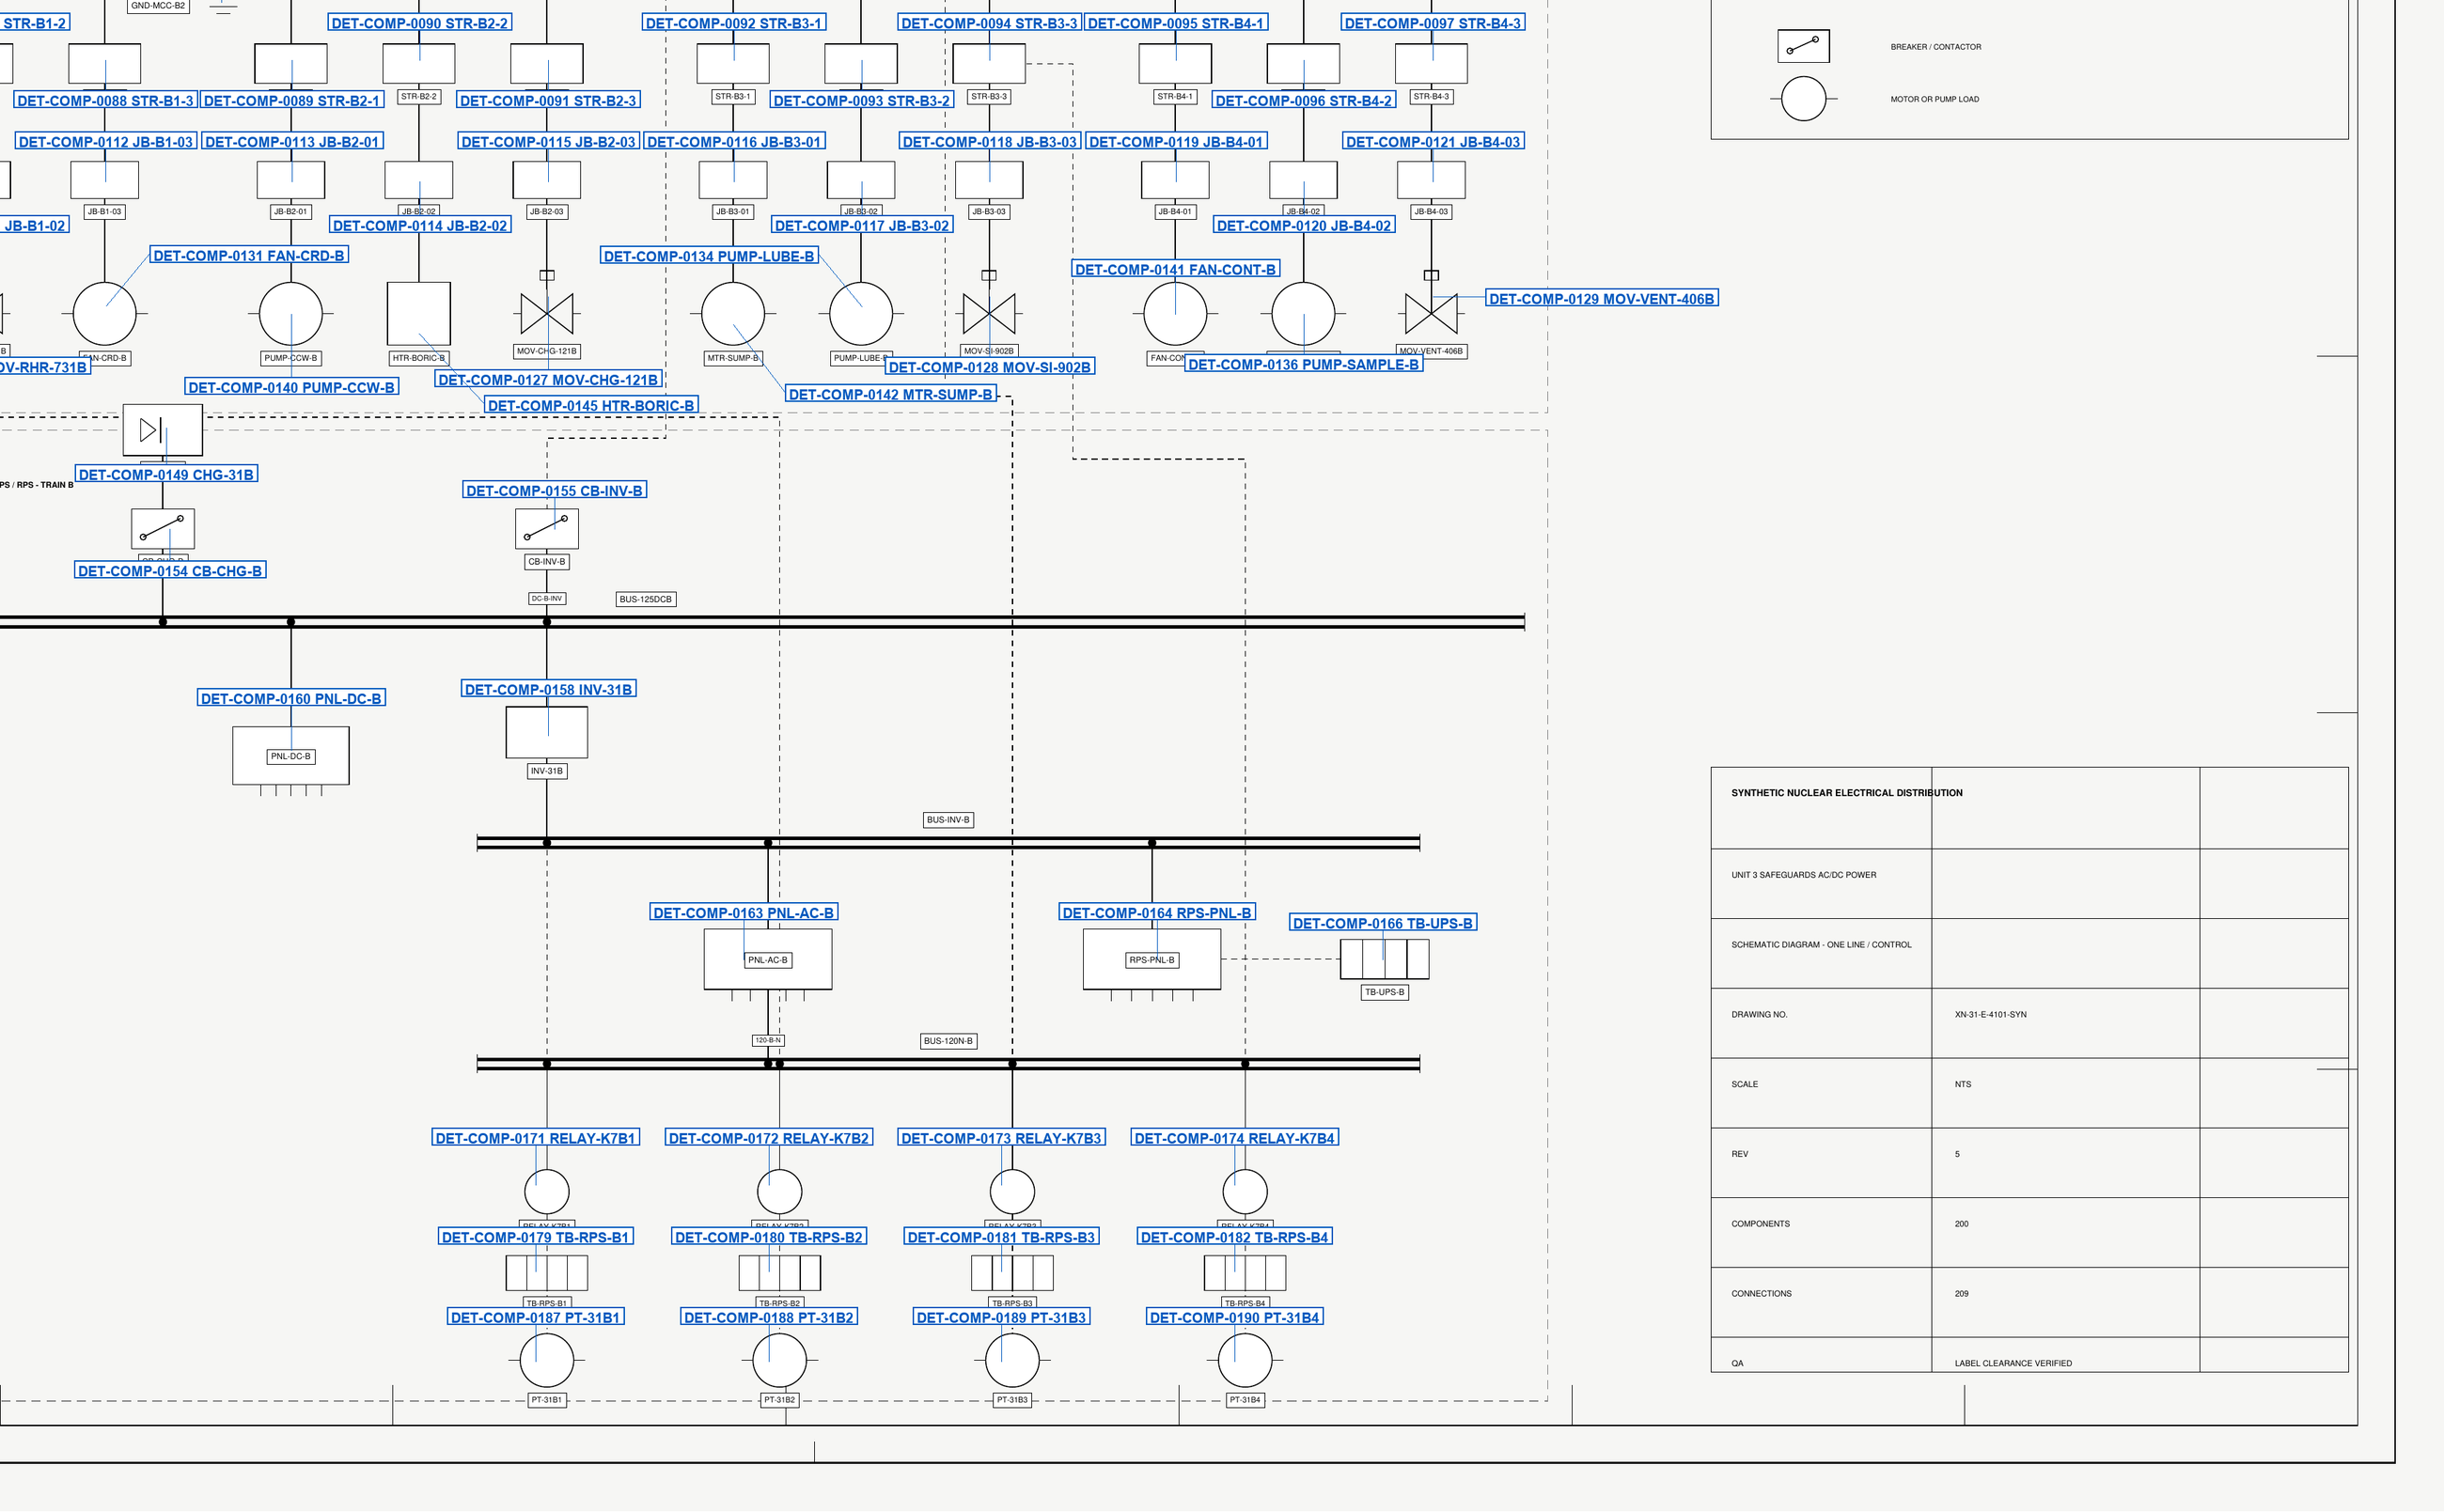 GND-MCC-B2
STR-B1-2
DET-COMP-0090 STR-B2-2
DET-COMP-0092 STR-B3-1
DET-COMP-0094 STR-B3-3
DET-COMP-0095 STR-B4-1
DET-COMP-0097 STR-B4-3
BREAKER / CONTACTOR
MOTOR OR PUMP LOAD
DET-COMP-0088 STR-B1-3
DET-COMP-0089 STR-B2-1
STR-B2-2
DET-COMP-0091 STR-B2-3
STR-B3-1
DET-COMP-0093 STR-B3-2
STR-B3-3
STR-B4-1
DET-COMP-0096 STR-B4-2
STR-B4-3
DET-COMP-0112 JB-B1-03
DET-COMP-0113 JB-B2-01
DET-COMP-0115 JB-B2-03
DET-COMP-0116 JB-B3-01
DET-COMP-0118 JB-B3-03
DET-COMP-0119 JB-B4-01
DET-COMP-0121 JB-B4-03
JB-B1-03
JB-B2-01
JB-B2-02
JB-B2-03
JB-B3-01
JB-B3-02
JB-B3-03
JB-B4-01
JB-B4-02
JB-B4-03
JB-B1-02
DET-COMP-0114 JB-B2-02
DET-COMP-0117 JB-B3-02
DET-COMP-0120 JB-B4-02
DET-COMP-0131 FAN-CRD-B
DET-COMP-0134 PUMP-LUBE-B
DET-COMP-0141 FAN-CONT-B
DET-COMP-0129 MOV-VENT-406B
B
AN-CRD-B
PUMP-CCW-B
HTR-BORIC-B
MOV-CHG-121B
MTR-SUMP-B
PUMP-LUBE-B
MOV-SI-902B
FAN-CON
MOV-VENT-406B
OV-RHR-731B
DET-COMP-0140 PUMP-CCW-B
DET-COMP-0127 MOV-CHG-121B
DET-COMP-0128 MOV-SI-902B
DET-COMP-0136 PUMP-SAMPLE-B
DET-COMP-0145 HTR-BORIC-B
DET-COMP-0142 MTR-SUMP-B
DET-COMP-0149 CHG-31B
PS / RPS - TRAIN B
DET-COMP-0155 CB-INV-B
CB-INV-B
DET-COMP-0154 CB-CHG-B
DC-B-INV
BUS-125DCB
DET-COMP-0160 PNL-DC-B
DET-COMP-0158 INV-31B
PNL-DC-B
INV-31B
BUS-INV-B
DET-COMP-0163 PNL-AC-B
DET-COMP-0164 RPS-PNL-B
DET-COMP-0166 TB-UPS-B
PNL-AC-B
RPS-PNL-B
TB-UPS-B
120-B-N
BUS-120N-B
DET-COMP-0171 RELAY-K7B1
DET-COMP-0172 RELAY-K7B2
DET-COMP-0173 RELAY-K7B3
DET-COMP-0174 RELAY-K7B4
RELAY-K7B1
RELAY-K7B2
RELAY-K7B3
RELAY-K7B4
DET-COMP-0179 TB-RPS-B1
DET-COMP-0180 TB-RPS-B2
DET-COMP-0181 TB-RPS-B3
DET-COMP-0182 TB-RPS-B4
TB-RPS-B1
TB-RPS-B2
TB-RPS-B3
TB-RPS-B4
DET-COMP-0187 PT-31B1
DET-COMP-0188 PT-31B2
DET-COMP-0189 PT-31B3
DET-COMP-0190 PT-31B4
PT-31B1
PT-31B2
PT-31B3
PT-31B4
SYNTHETIC NUCLEAR ELECTRICAL DISTRIBUTION
UNIT 3 SAFEGUARDS AC/DC POWER
SCHEMATIC DIAGRAM - ONE LINE / CONTROL
DRAWING NO. XN-31-E-4101-SYN
SCALE NTS
REV 5
COMPONENTS 200
CONNECTIONS 209
QA LABEL CLEARANCE VERIFIED